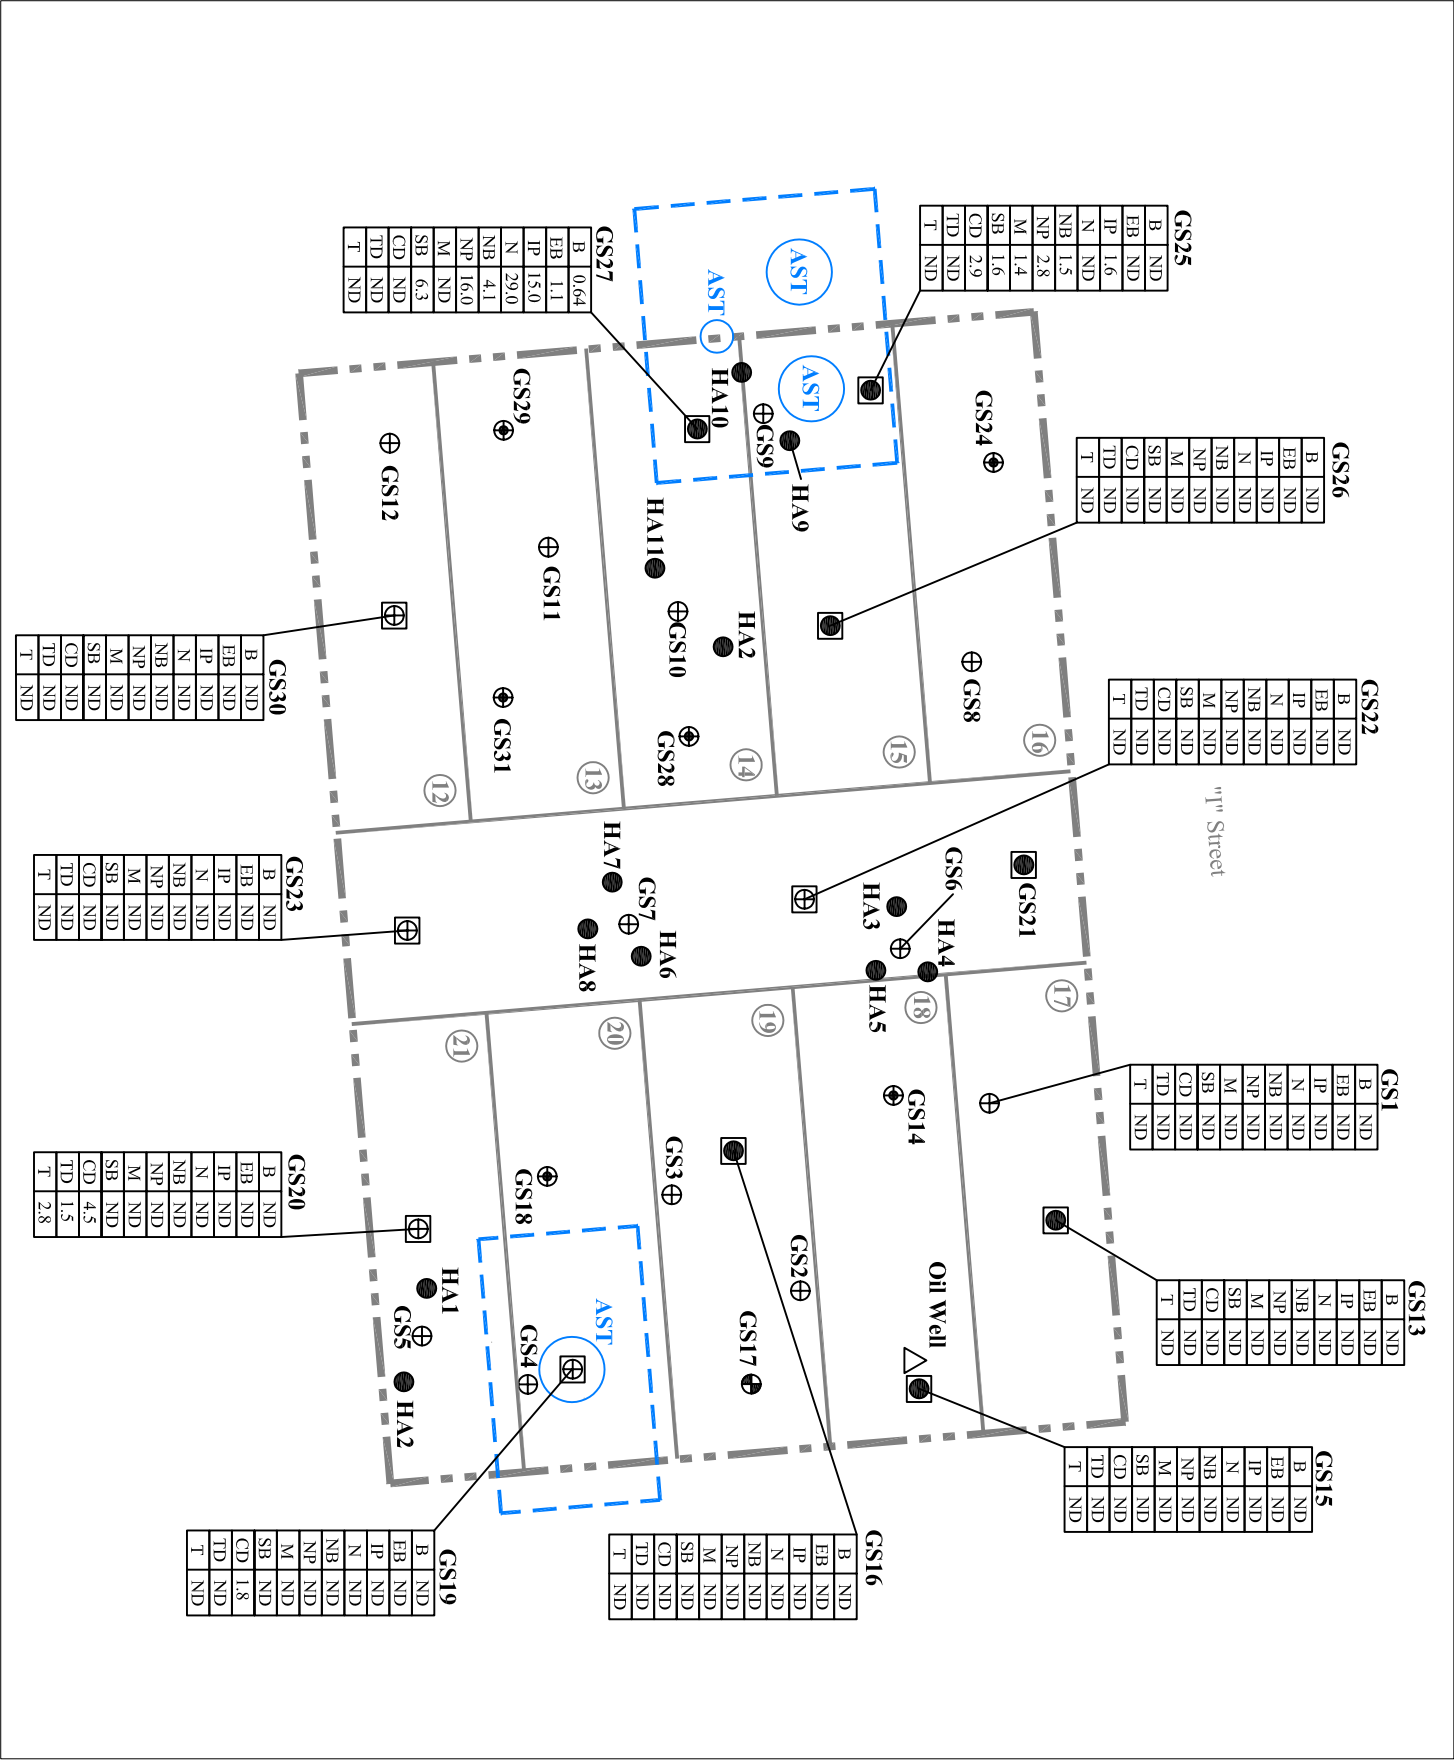 GS25
B ND
EB ND
IP 1.6
N ND
NB 1.5
NP 2.8
M 1.4
SB 1.6
CD 2.9
TD ND
T ND
GS26
B ND
EB ND
IP ND
N ND
NB ND
NP ND
M ND
SB ND
CD ND
TD ND
T ND
GS22
B ND
EB ND
IP ND
N ND
NB ND
NP ND
M ND
SB ND
CD ND
TD ND
T ND
GS1
B ND
EB ND
IP ND
N ND
NB ND
NP ND
M ND
SB ND
CD ND
TD ND
T ND
GS13
B ND
EB ND
IP ND
N ND
NB ND
NP ND
M ND
SB ND
CD ND
TD ND
T ND
GS15
B ND
EB ND
IP ND
N ND
NB ND
NP ND
M ND
SB ND
CD ND
TD ND
T ND
"I" Street
GS24
GS8
16
GS21
17
15
GS6
HA3
HA4
HA5
18
GS14
Oil Well
AST
AST
AST
HA9
GS9
HA10
HA2
14
19
GS2
GS17
HA11
GS10
GS28
GS7
HA7
HA6
HA8
GS3
20
13
GS29
GS11
GS31
GS18
AST
GS4
12
21
GS12
HA1
GS5
HA2
GS27
B 0.64
EB 1.1
IP 15.0
N 29.0
NB 4.1
NP 16.0
M ND
SB 6.3
CD ND
TD ND
T ND
GS30
B ND
EB ND
IP ND
N ND
NB ND
NP ND
M ND
SB ND
CD ND
TD ND
T ND
GS23
B ND
EB ND
IP ND
N ND
NB ND
NP ND
M ND
SB ND
CD ND
TD ND
T ND
GS20
B ND
EB ND
IP ND
N ND
NB ND
NP ND
M ND
SB ND
CD 4.5
TD 1.5
T 2.8
GS19
B ND
EB ND
IP ND
N ND
NB ND
NP ND
M ND
SB ND
CD 1.8
TD ND
T ND
GS16
B ND
EB ND
IP ND
N ND
NB ND
NP ND
M ND
SB ND
CD ND
TD ND
T ND